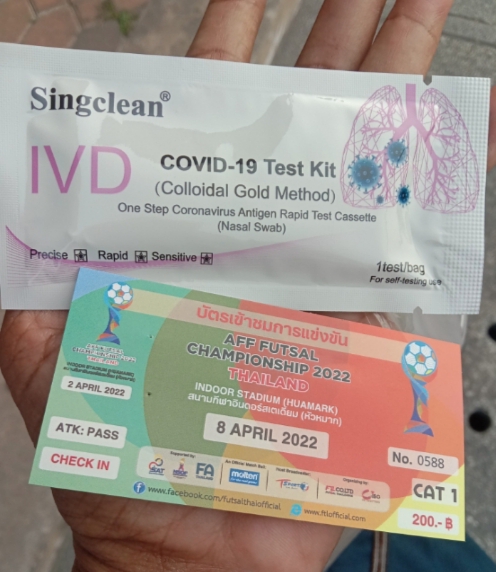 Singclean®
IVD
COVID-19 Test Kit
(Colloidal Gold Method)
One Step Coronavirus Antigen Rapid Test Cassette
(Nasal Swab)
Precise Rapid Sensitive
1test/bag
For self-testing use
บัตรเข้าชมการแข่งขัน
AFF FUTSAL
CHAMPIONSHIP 2022
THAILAND
INDOOR STADIUM (HUAMARK)
สนามกีฬาอินดอร์สเตเดี้ยม (หัวหมาก)
8 APRIL 2022
2 APRIL 2022
ATK: PASS
CHECK IN
No. 0588
CAT 1
200.- ฿
Supported by:
FA
molten
www.facebook.com/futsalthaiofficial
www.ftlofficial.com